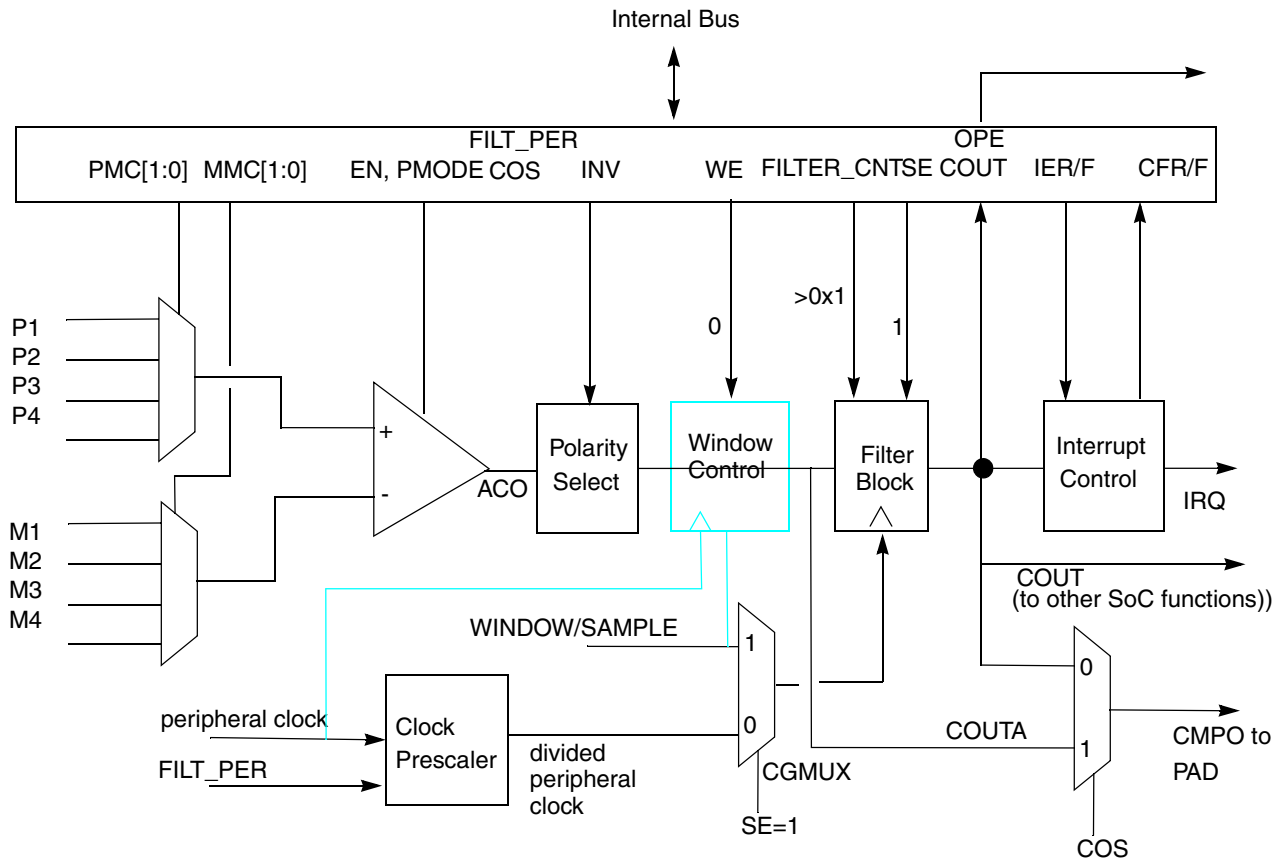 Internal Bus
FILT_PER
OPE
PMC[1:0] MMC[1:0] EN, PMODE COS INV WE FILTER_CNT SE COUT IER/F CFR/F
>0x1
0
1
P1
P2
P3
P4
+
-
ACO
Polarity
Select
Window
Control
Filter
Block
Interrupt
Control
IRQ
M1
M2
M3
M4
COUT
(to other SoC functions))
WINDOW/SAMPLE
1
0
CGMUX
SE=1
peripheral clock
FILT_PER
Clock
Prescaler
divided
peripheral
clock
COUTA
0
1
CMPO to
PAD
COS